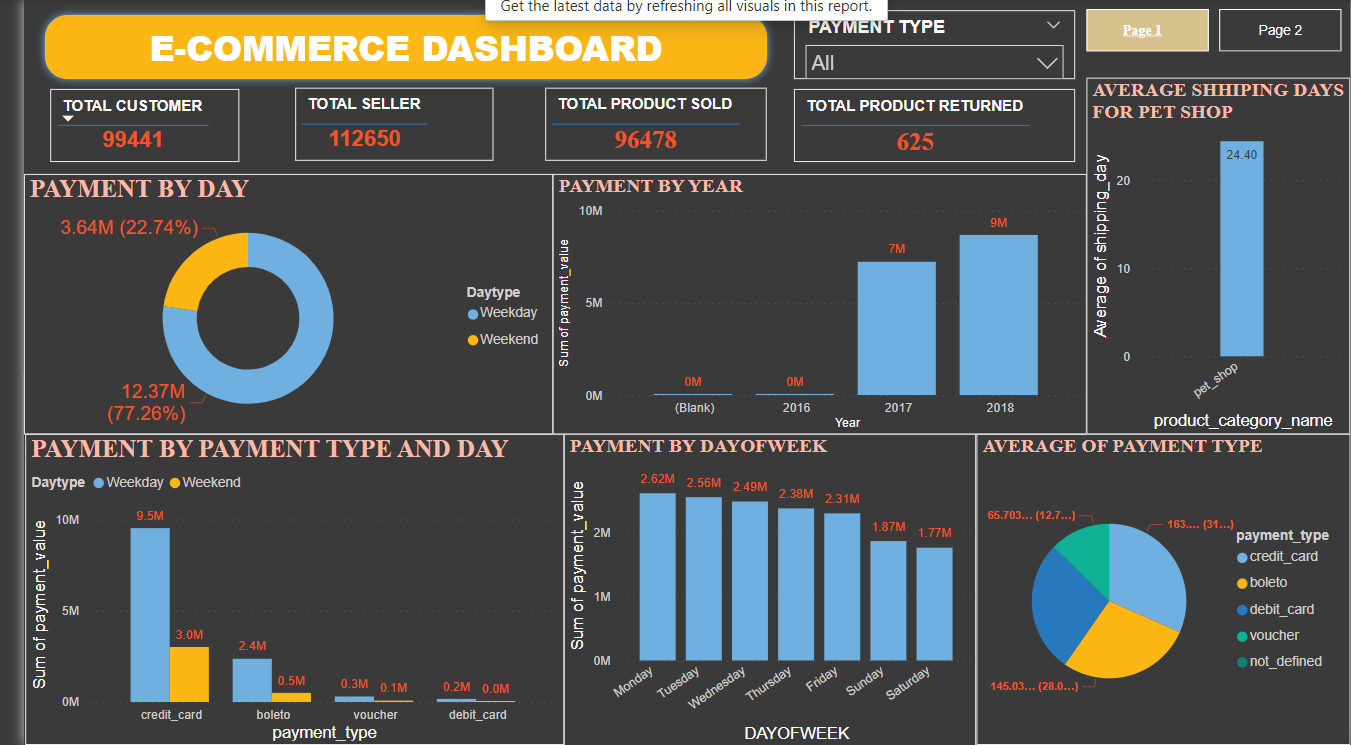 Get the latest data by refreshing all visuals in this report.
E-COMMERCE DASHBOARD
PAYMENT TYPE
All
Page 1
Page 2
TOTAL CUSTOMER
99441
TOTAL SELLER
112650
TOTAL PRODUCT SOLD
96478
TOTAL PRODUCT RETURNED
625
AVERAGE SHHIPING DAYS
FOR PET SHOP
Average of shipping_day
20
10
0
24.40
pet_shop
product_category_name
PAYMENT BY DAY
3.64M (22.74%)
12.37M
(77.26%)
Daytype
Weekday
Weekend
PAYMENT BY YEAR
Sum of payment_value
10M
5M
0M
0M
0M
7M
9M
(Blank)
2016
2017
2018
Year
PAYMENT BY PAYMENT TYPE AND DAY
Daytype Weekday Weekend
Sum of payment_value
10M
5M
0M
9.5M
3.0M
2.4M
0.5M
0.3M
0.1M
0.2M
0.0M
credit_card
boleto
voucher
debit_card
payment_type
PAYMENT BY DAYOFWEEK
Sum of payment_value
2M
1M
0M
2.62M
2.56M
2.49M
2.38M
2.31M
1.87M
1.77M
Monday
Tuesday
Wednesday
Thursday
Friday
Sunday
Saturday
DAYOFWEEK
AVERAGE OF PAYMENT TYPE
65.703... (12.7...)
163.... (31...)
145.03... (28.0...)
payment_type
credit_card
boleto
debit_card
voucher
not_defined